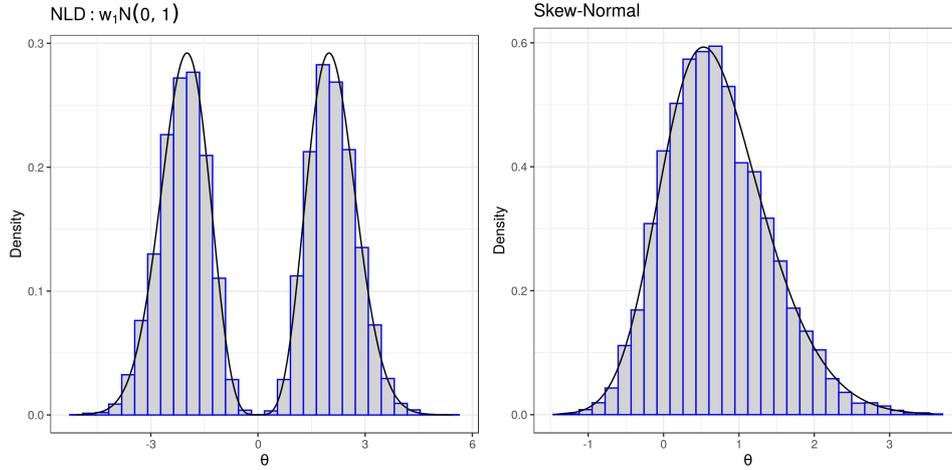 NLD : w₁N(0, 1)
Density
0.3
0.2
0.1
0.0
-3 0 3 6
θ
Skew-Normal
Density
0.6
0.4
0.2
0.0
-1 0 1 2 3
θ